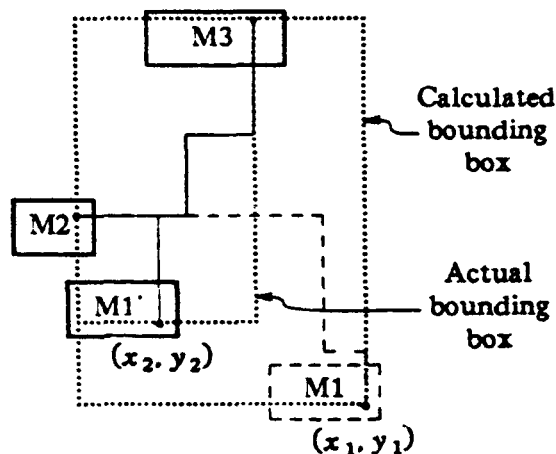 M3
Calculated
bounding
box
M2
M1'
Actual
bounding
box
(x₂, y₂)
M1
(x₁, y₁)